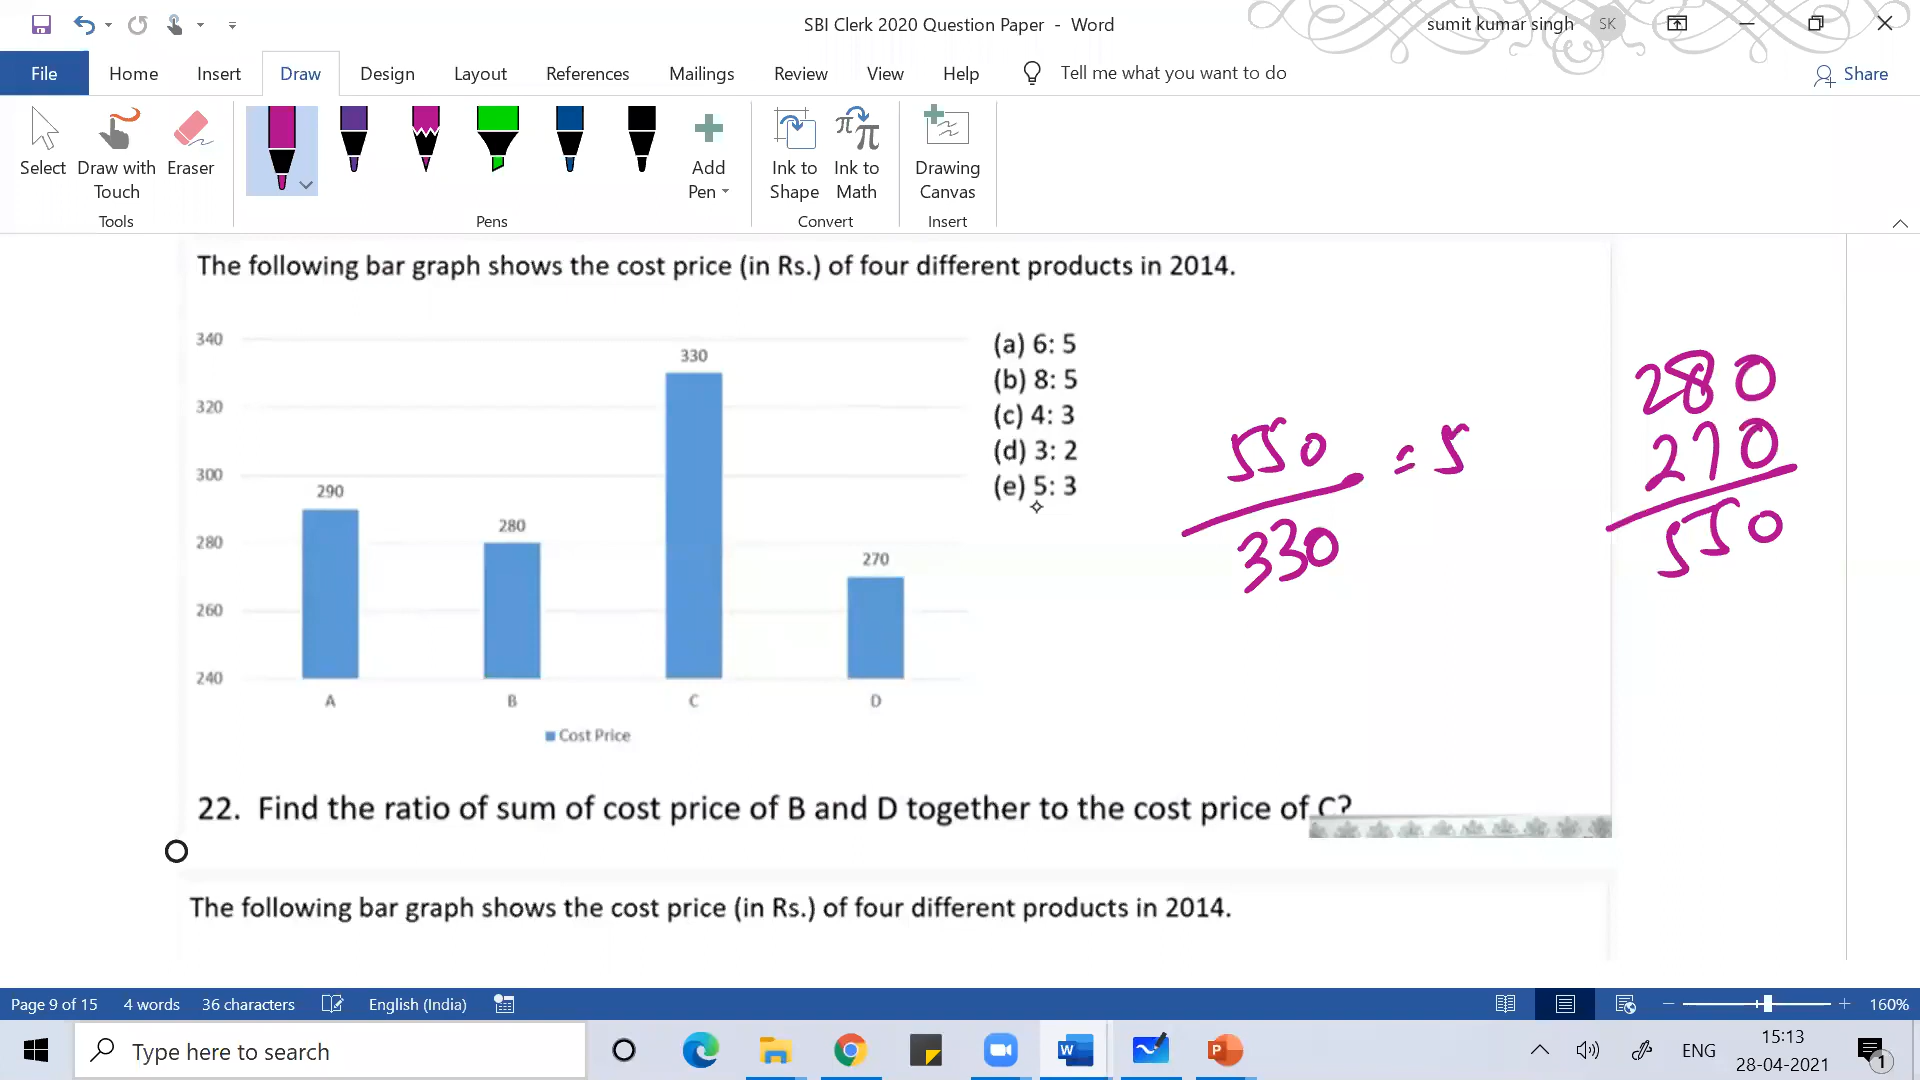 SBI Clerk 2020 Question Paper - Word
sumit kumar singh SK
File Home Insert Draw Design Layout References Mailings Review View Help Tell me what you want to do Share
Select Draw with Touch Eraser Add Pen Ink to Shape Ink to Math Drawing Canvas
Tools Pens Convert Insert
The following bar graph shows the cost price (in Rs.) of four different products in 2014.
340
320
300
280
260
240
290
280
330
270
A B C D
Cost Price
(a) 6: 5
(b) 8: 5
(c) 4: 3
(d) 3: 2
(e) 5: 3
550 = 5
330
280
270
550
22. Find the ratio of sum of cost price of B and D together to the cost price of C?
The following bar graph shows the cost price (in Rs.) of four different products in 2014.
Page 9 of 15 4 words 36 characters English (India) 160%
Type here to search
ENG
15:13
28-04-2021
1